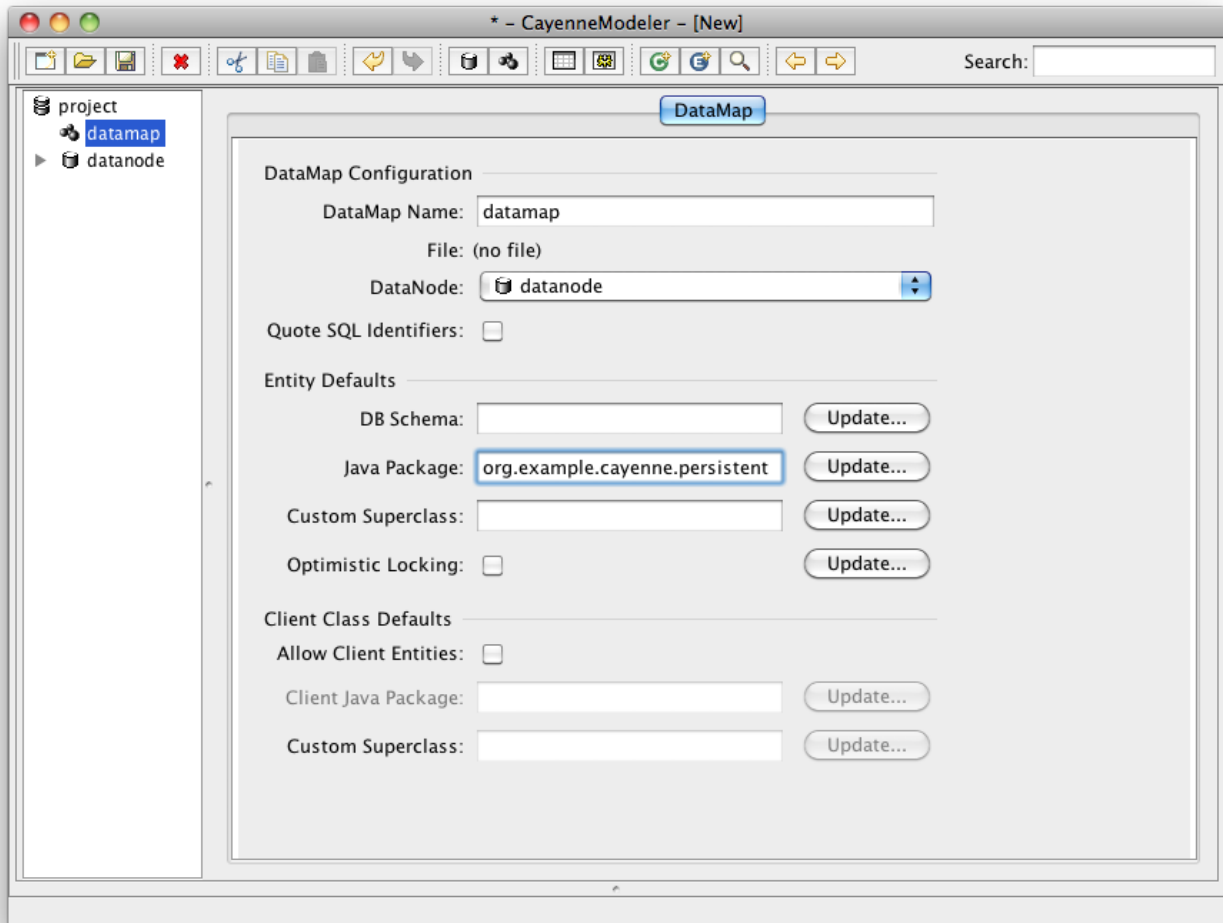 * – CayenneModeler – [New]
Search:
project
datamap
datanode
DataMap
DataMap Configuration
DataMap Name: datamap
File: (no file)
DataNode: datanode
Quote SQL Identifiers:
Entity Defaults
DB Schema: Update...
Java Package: org.example.cayenne.persistent Update...
Custom Superclass: Update...
Optimistic Locking: Update...
Client Class Defaults
Allow Client Entities:
Client Java Package: Update...
Custom Superclass: Update...